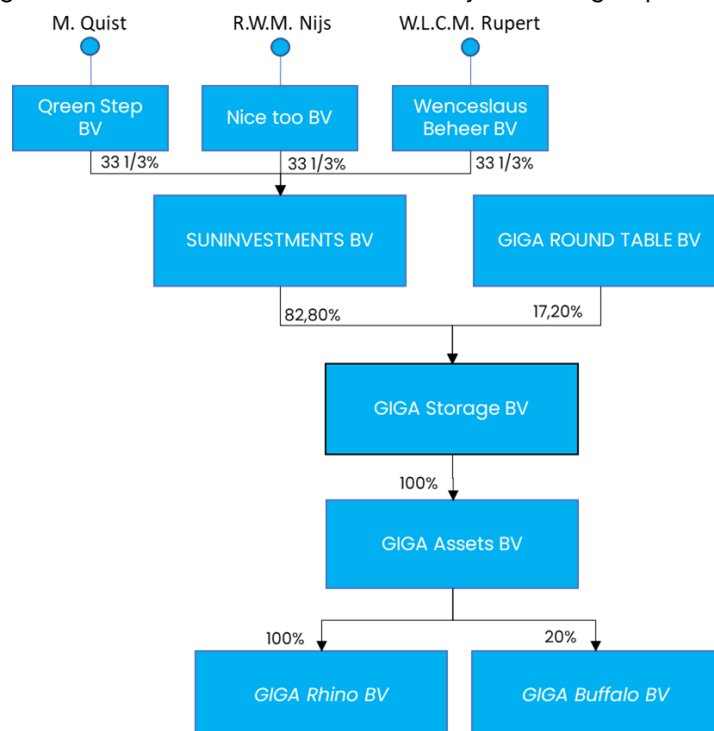 M. Quist
R.W.M. Nijs
W.L.C.M. Rupert
Qreen Step
BV
Nice too BV
Wenceslaus
Beheer BV
33 1/3%
33 1/3%
33 1/3%
SUNINVESTMENTS BV
GIGA ROUND TABLE BV
82,80%
17,20%
GIGA Storage BV
100%
GIGA Assets BV
100%
20%
GIGA Rhino BV
GIGA Buffalo BV